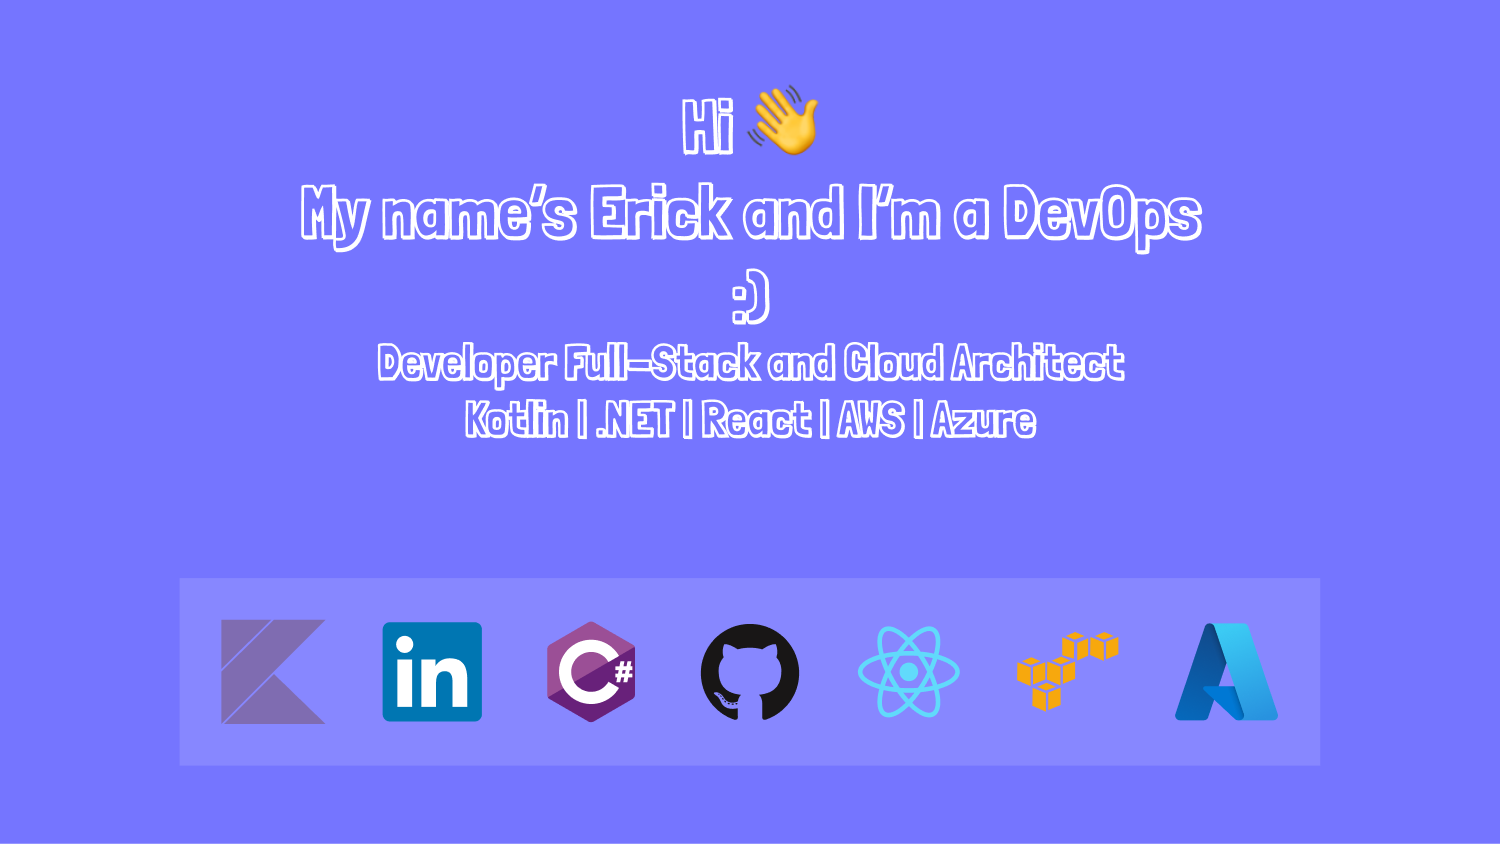 Hi 👋
My name's Erick and I'm a DevOps
:)
Developer Full-Stack and Cloud Architect
Kotlin | .NET | React | AWS | Azure
in
C#